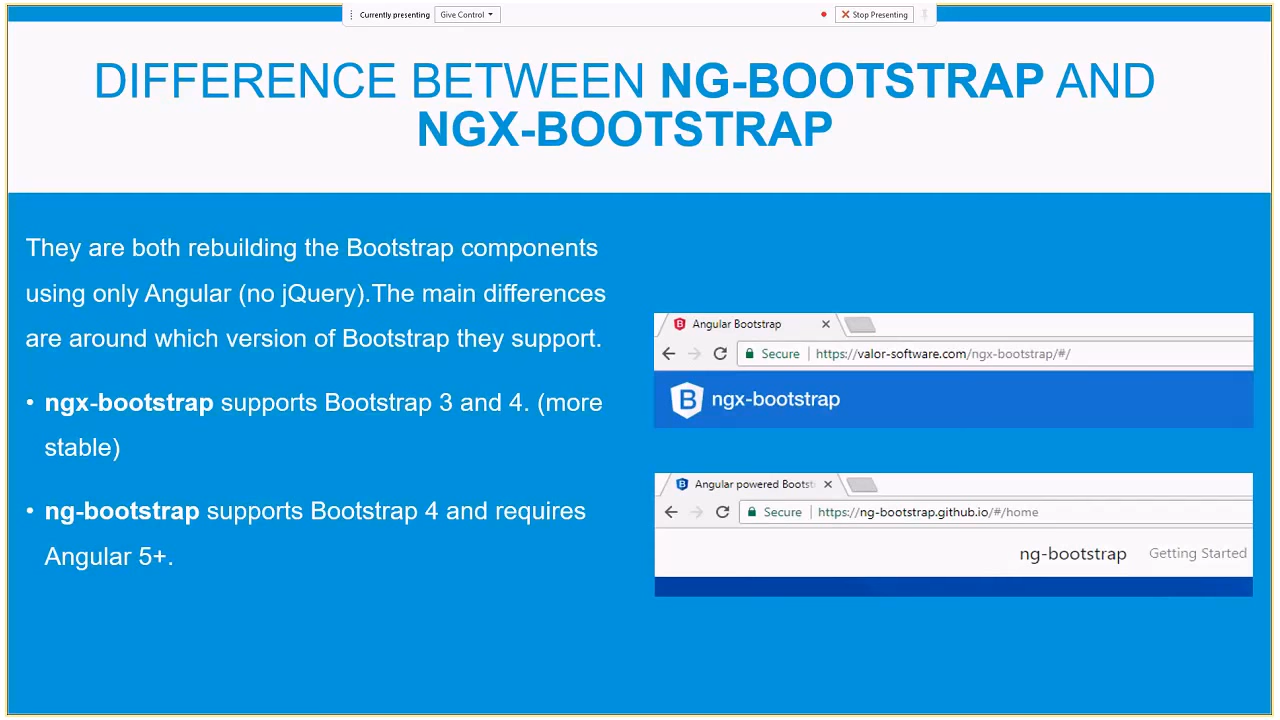 Currently presenting Give Control Stop Presenting
DIFFERENCE BETWEEN NG-BOOTSTRAP AND
NGX-BOOTSTRAP
They are both rebuilding the Bootstrap components
using only Angular (no jQuery).The main differences
are around which version of Bootstrap they support.
• ngx-bootstrap supports Bootstrap 3 and 4. (more
stable)
• ng-bootstrap supports Bootstrap 4 and requires
Angular 5+.
Angular Bootstrap
Secure https://valor-software.com/ngx-bootstrap/#/
B ngx-bootstrap
Angular powered Bootst
Secure https://ng-bootstrap.github.io/#/home
ng-bootstrap Getting Started